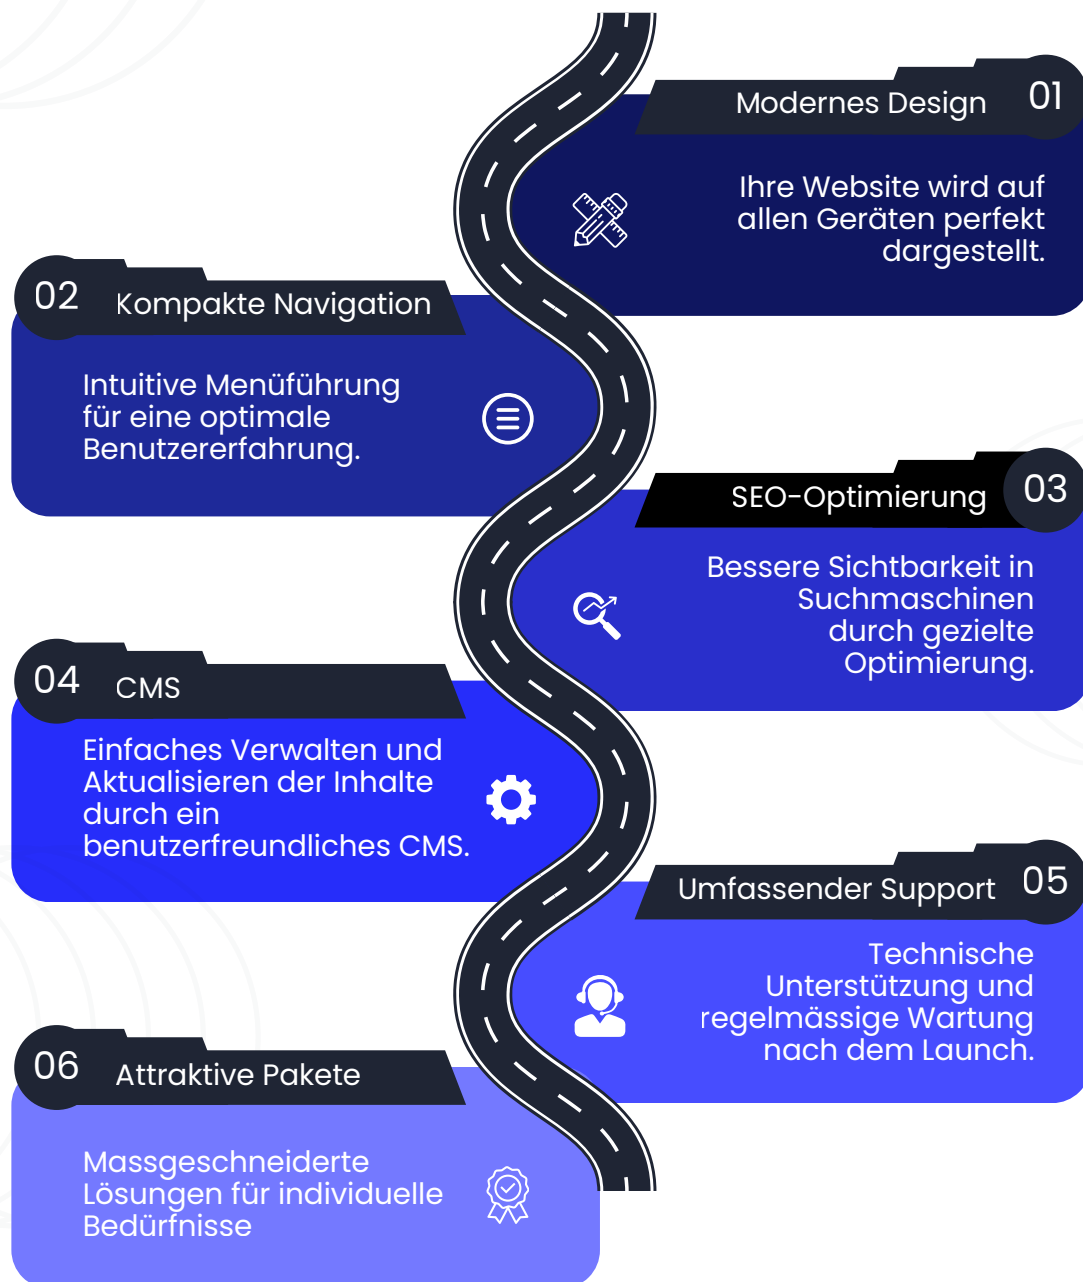 01
Modernes Design
Ihre Website wird auf
allen Geräten perfekt
dargestellt.
02
Kompakte Navigation
Intuitive Menüführung
für eine optimale
Benutzererfahrung.
03
SEO-Optimierung
Bessere Sichtbarkeit in
Suchmaschinen
durch gezielte
Optimierung.
04
CMS
Einfaches Verwalten und
Aktualisieren der Inhalte
durch ein
benutzerfreundliches CMS.
05
Umfassender Support
Technische
Unterstützung und
regelmässige Wartung
nach dem Launch.
06
Attraktive Pakete
Massgeschneiderte
Lösungen für individuelle
Bedürfnisse